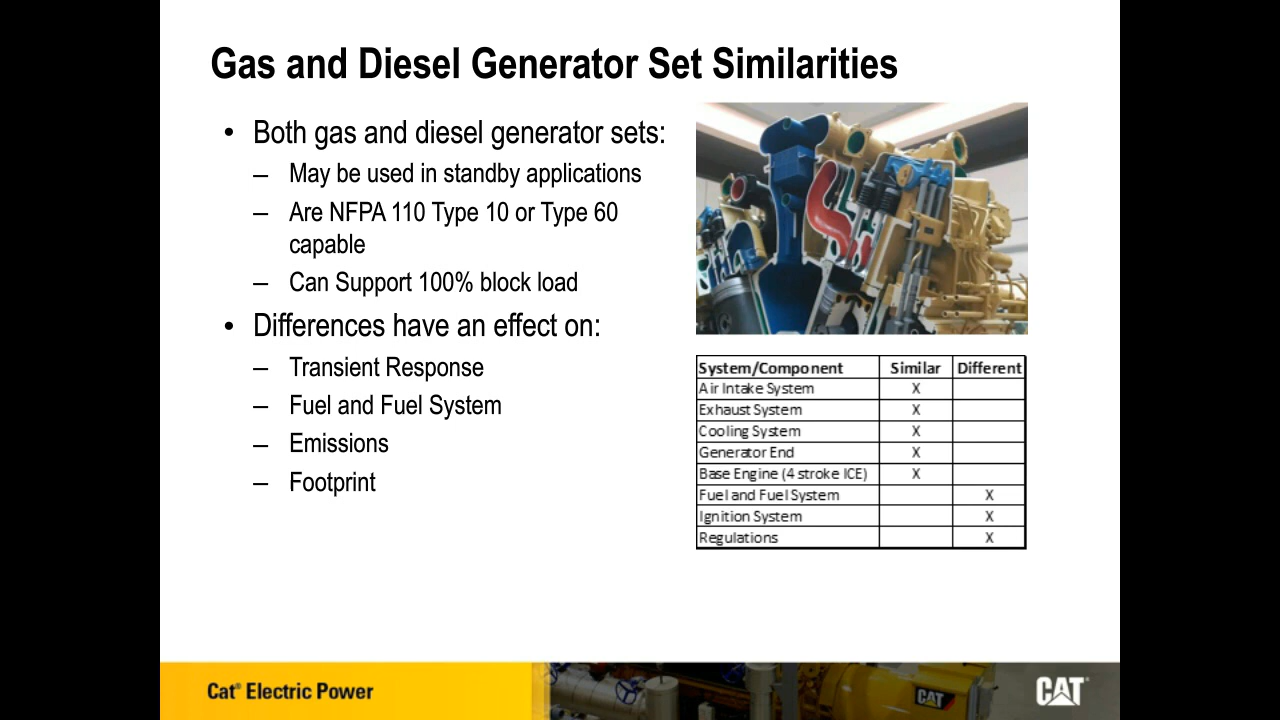 Gas and Diesel Generator Set Similarities
• Both gas and diesel generator sets:
– May be used in standby applications
– Are NFPA 110 Type 10 or Type 60
capable
– Can Support 100% block load
• Differences have an effect on:
– Transient Response
– Fuel and Fuel System
– Emissions
– Footprint
System/Component Similar Different
Air Intake System X
Exhaust System X
Cooling System X
Generator End X
Base Engine (4 stroke ICE) X
Fuel and Fuel System X
Ignition System X
Regulations X
Cat® Electric Power
CAT
CAT®